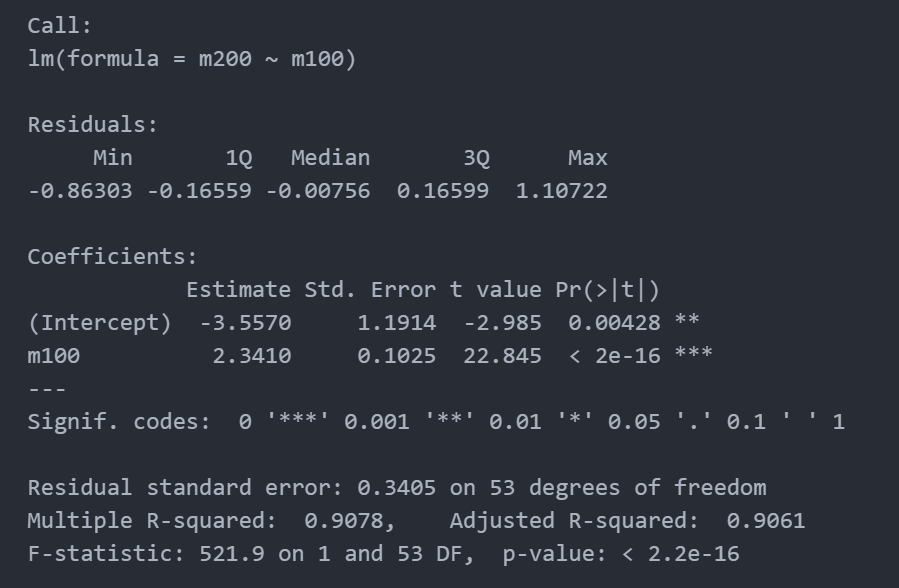 Call:
lm(formula = m200 ~ m100)
Residuals:
     Min       1Q   Median       3Q      Max
-0.86303 -0.16559 -0.00756  0.16599  1.10722
Coefficients:
            Estimate Std. Error t value Pr(>|t|)
(Intercept)  -3.5570     1.1914  -2.985  0.00428 **
m100          2.3410     0.1025  22.845  < 2e-16 ***
---
Signif. codes:  0 '***' 0.001 '**' 0.01 '*' 0.05 '.' 0.1 ' ' 1
Residual standard error: 0.3405 on 53 degrees of freedom
Multiple R-squared:  0.9078,    Adjusted R-squared:  0.9061
F-statistic: 521.9 on 1 and 53 DF,  p-value: < 2.2e-16